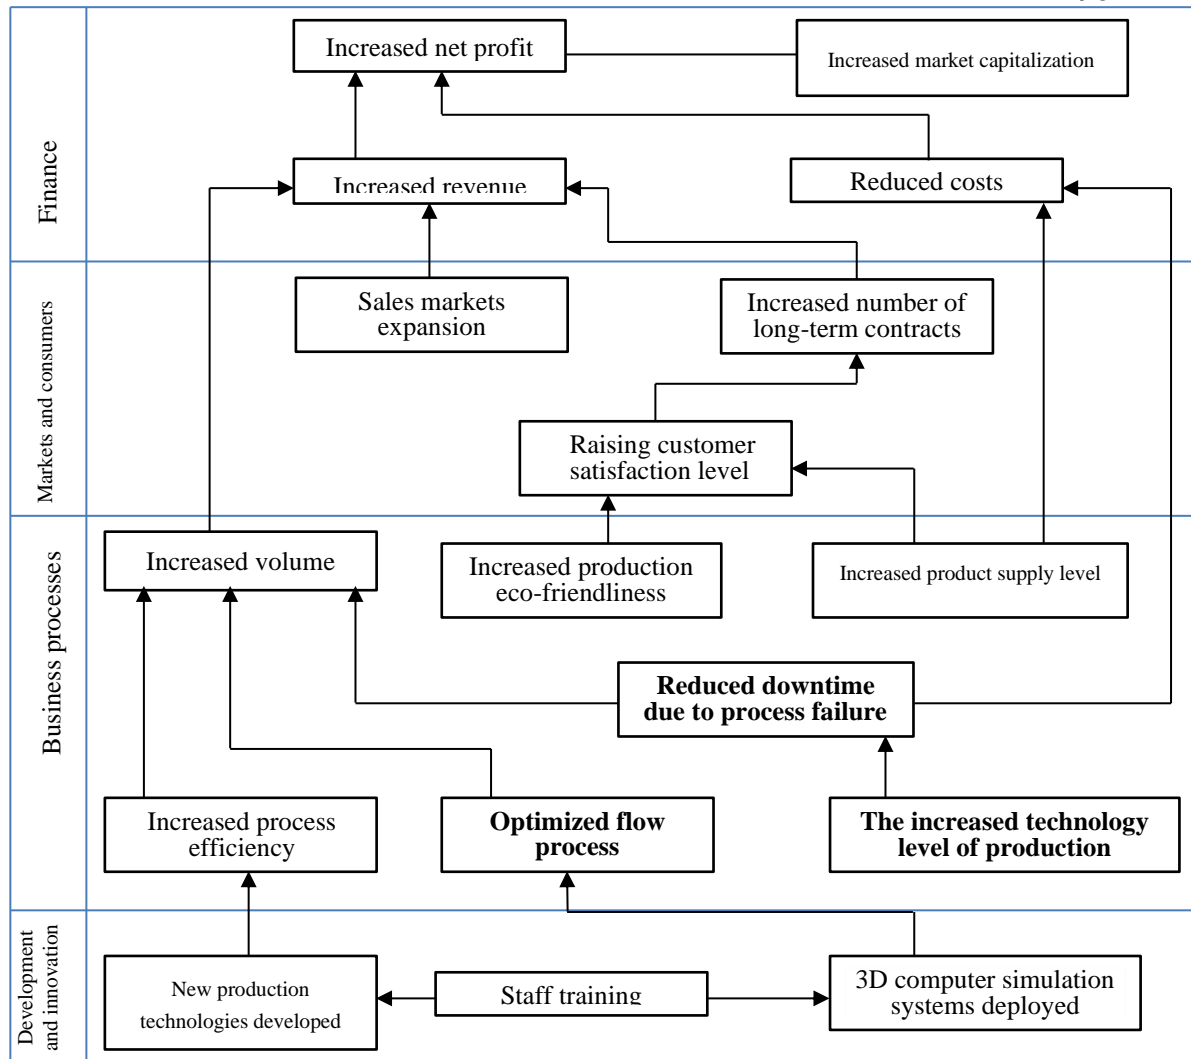 Increased net profit
Increased market capitalization
Finance
Increased revenue
Reduced costs
Markets and consumers
Sales markets
expansion
Increased number of
long-term contracts
Raising customer
satisfaction level
Business processes
Increased volume
Increased production
eco-friendliness
Increased product supply level
Reduced downtime
due to process failure
Increased process
efficiency
Optimized flow
process
The increased technology
level of production
Development
and innovation
New production
technologies developed
Staff training
3D computer simulation
systems deployed